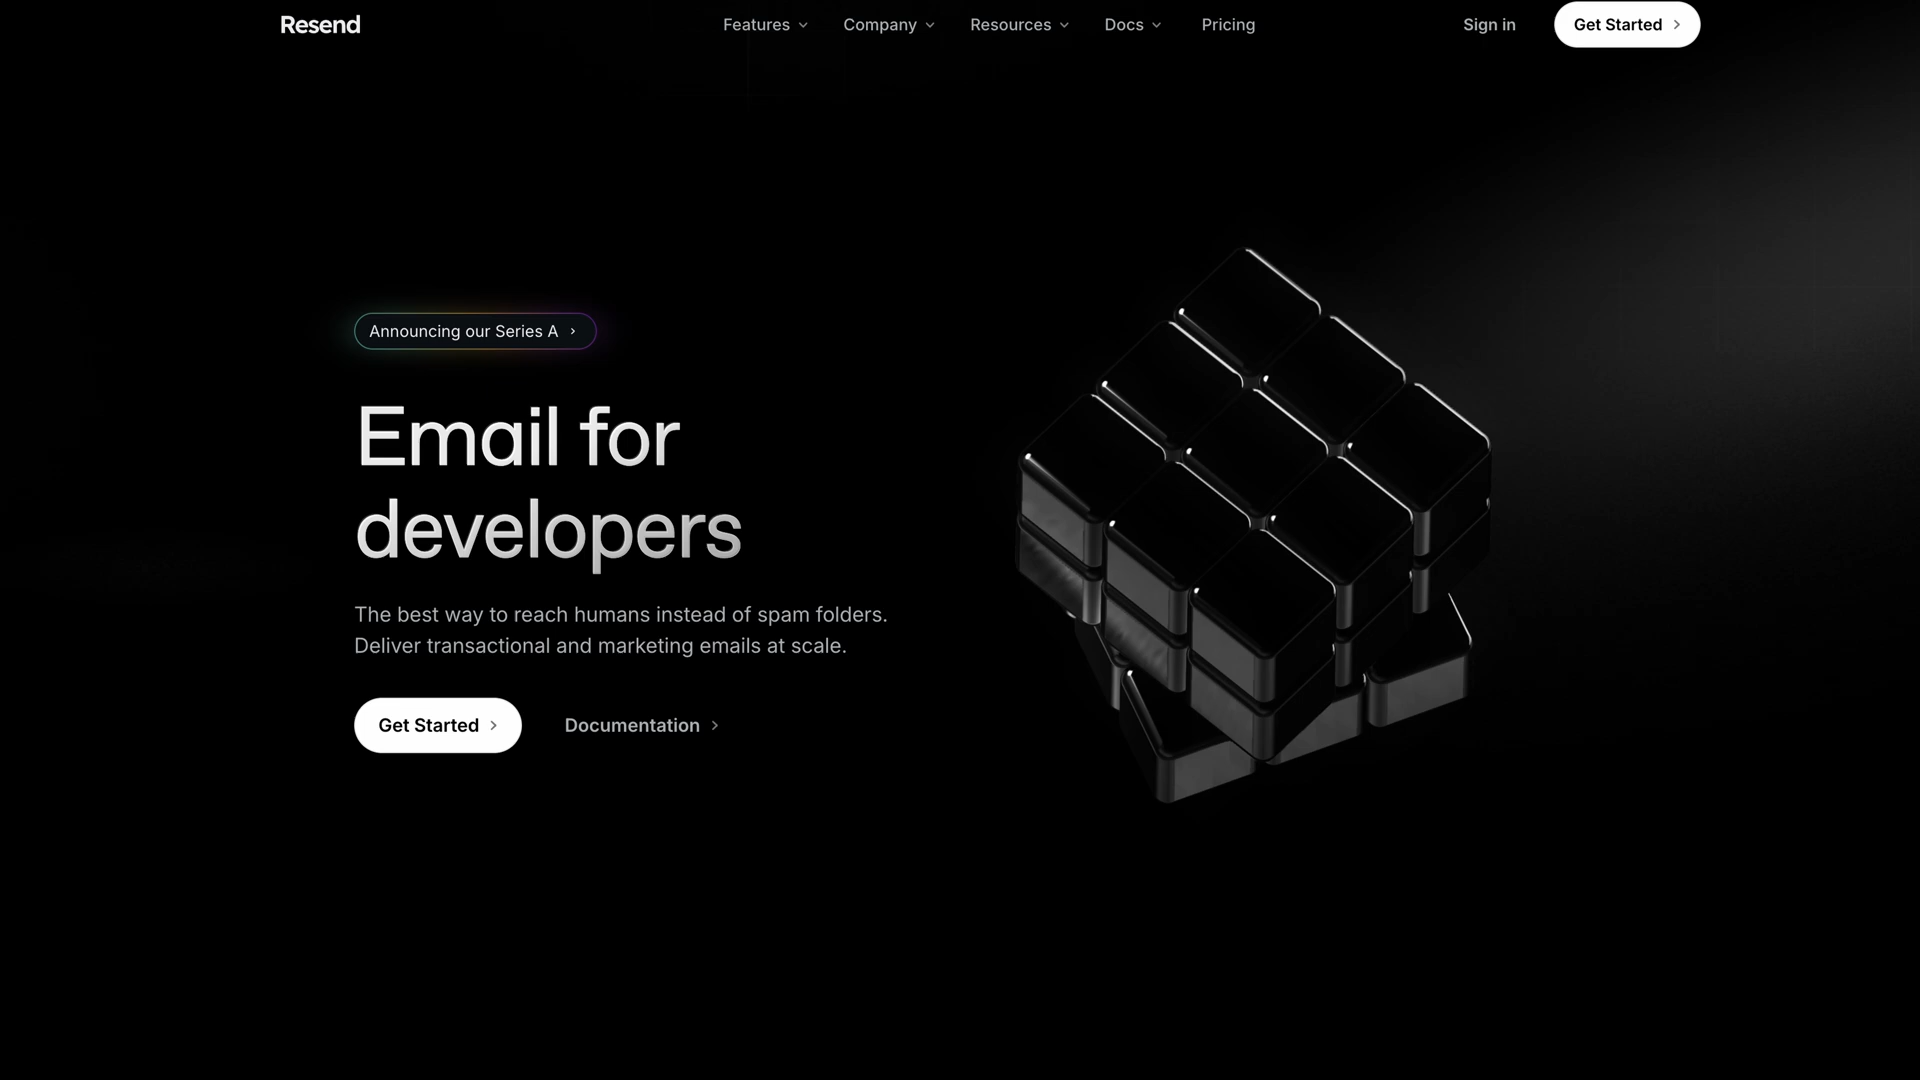 Resend
Features
Company
Resources
Docs
Pricing
Sign in
Get Started
Announcing our Series A
Email for
developers
The best way to reach humans instead of spam folders.
Deliver transactional and marketing emails at scale.
Get Started
Documentation